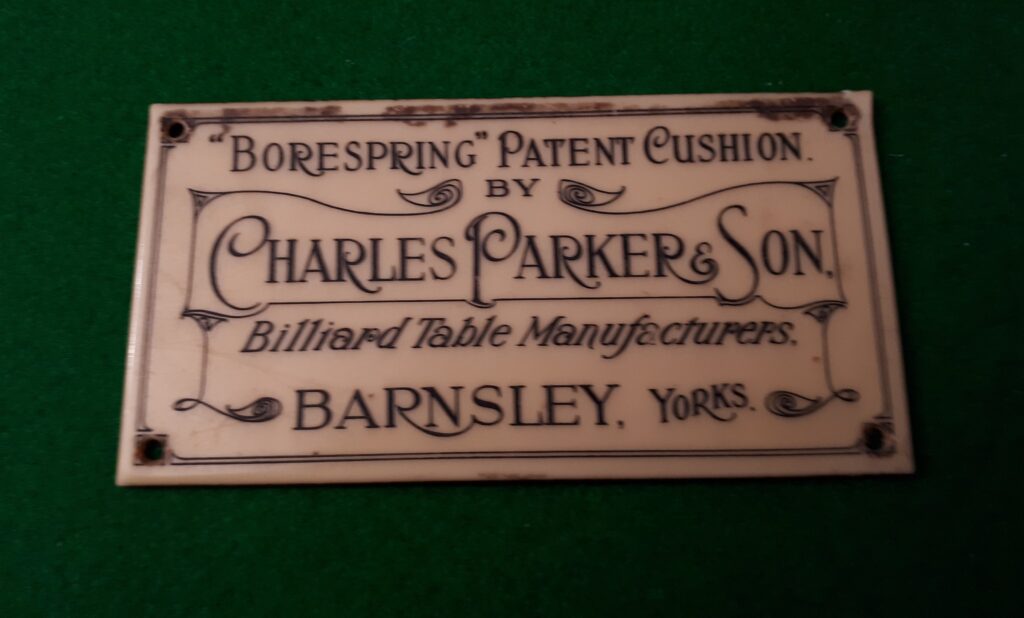 "BORESPRING" PATENT CUSHION.
BY
CHARLES PARKER & SON.
Billiard Table Manufacturers.
BARNSLEY, YORKS.